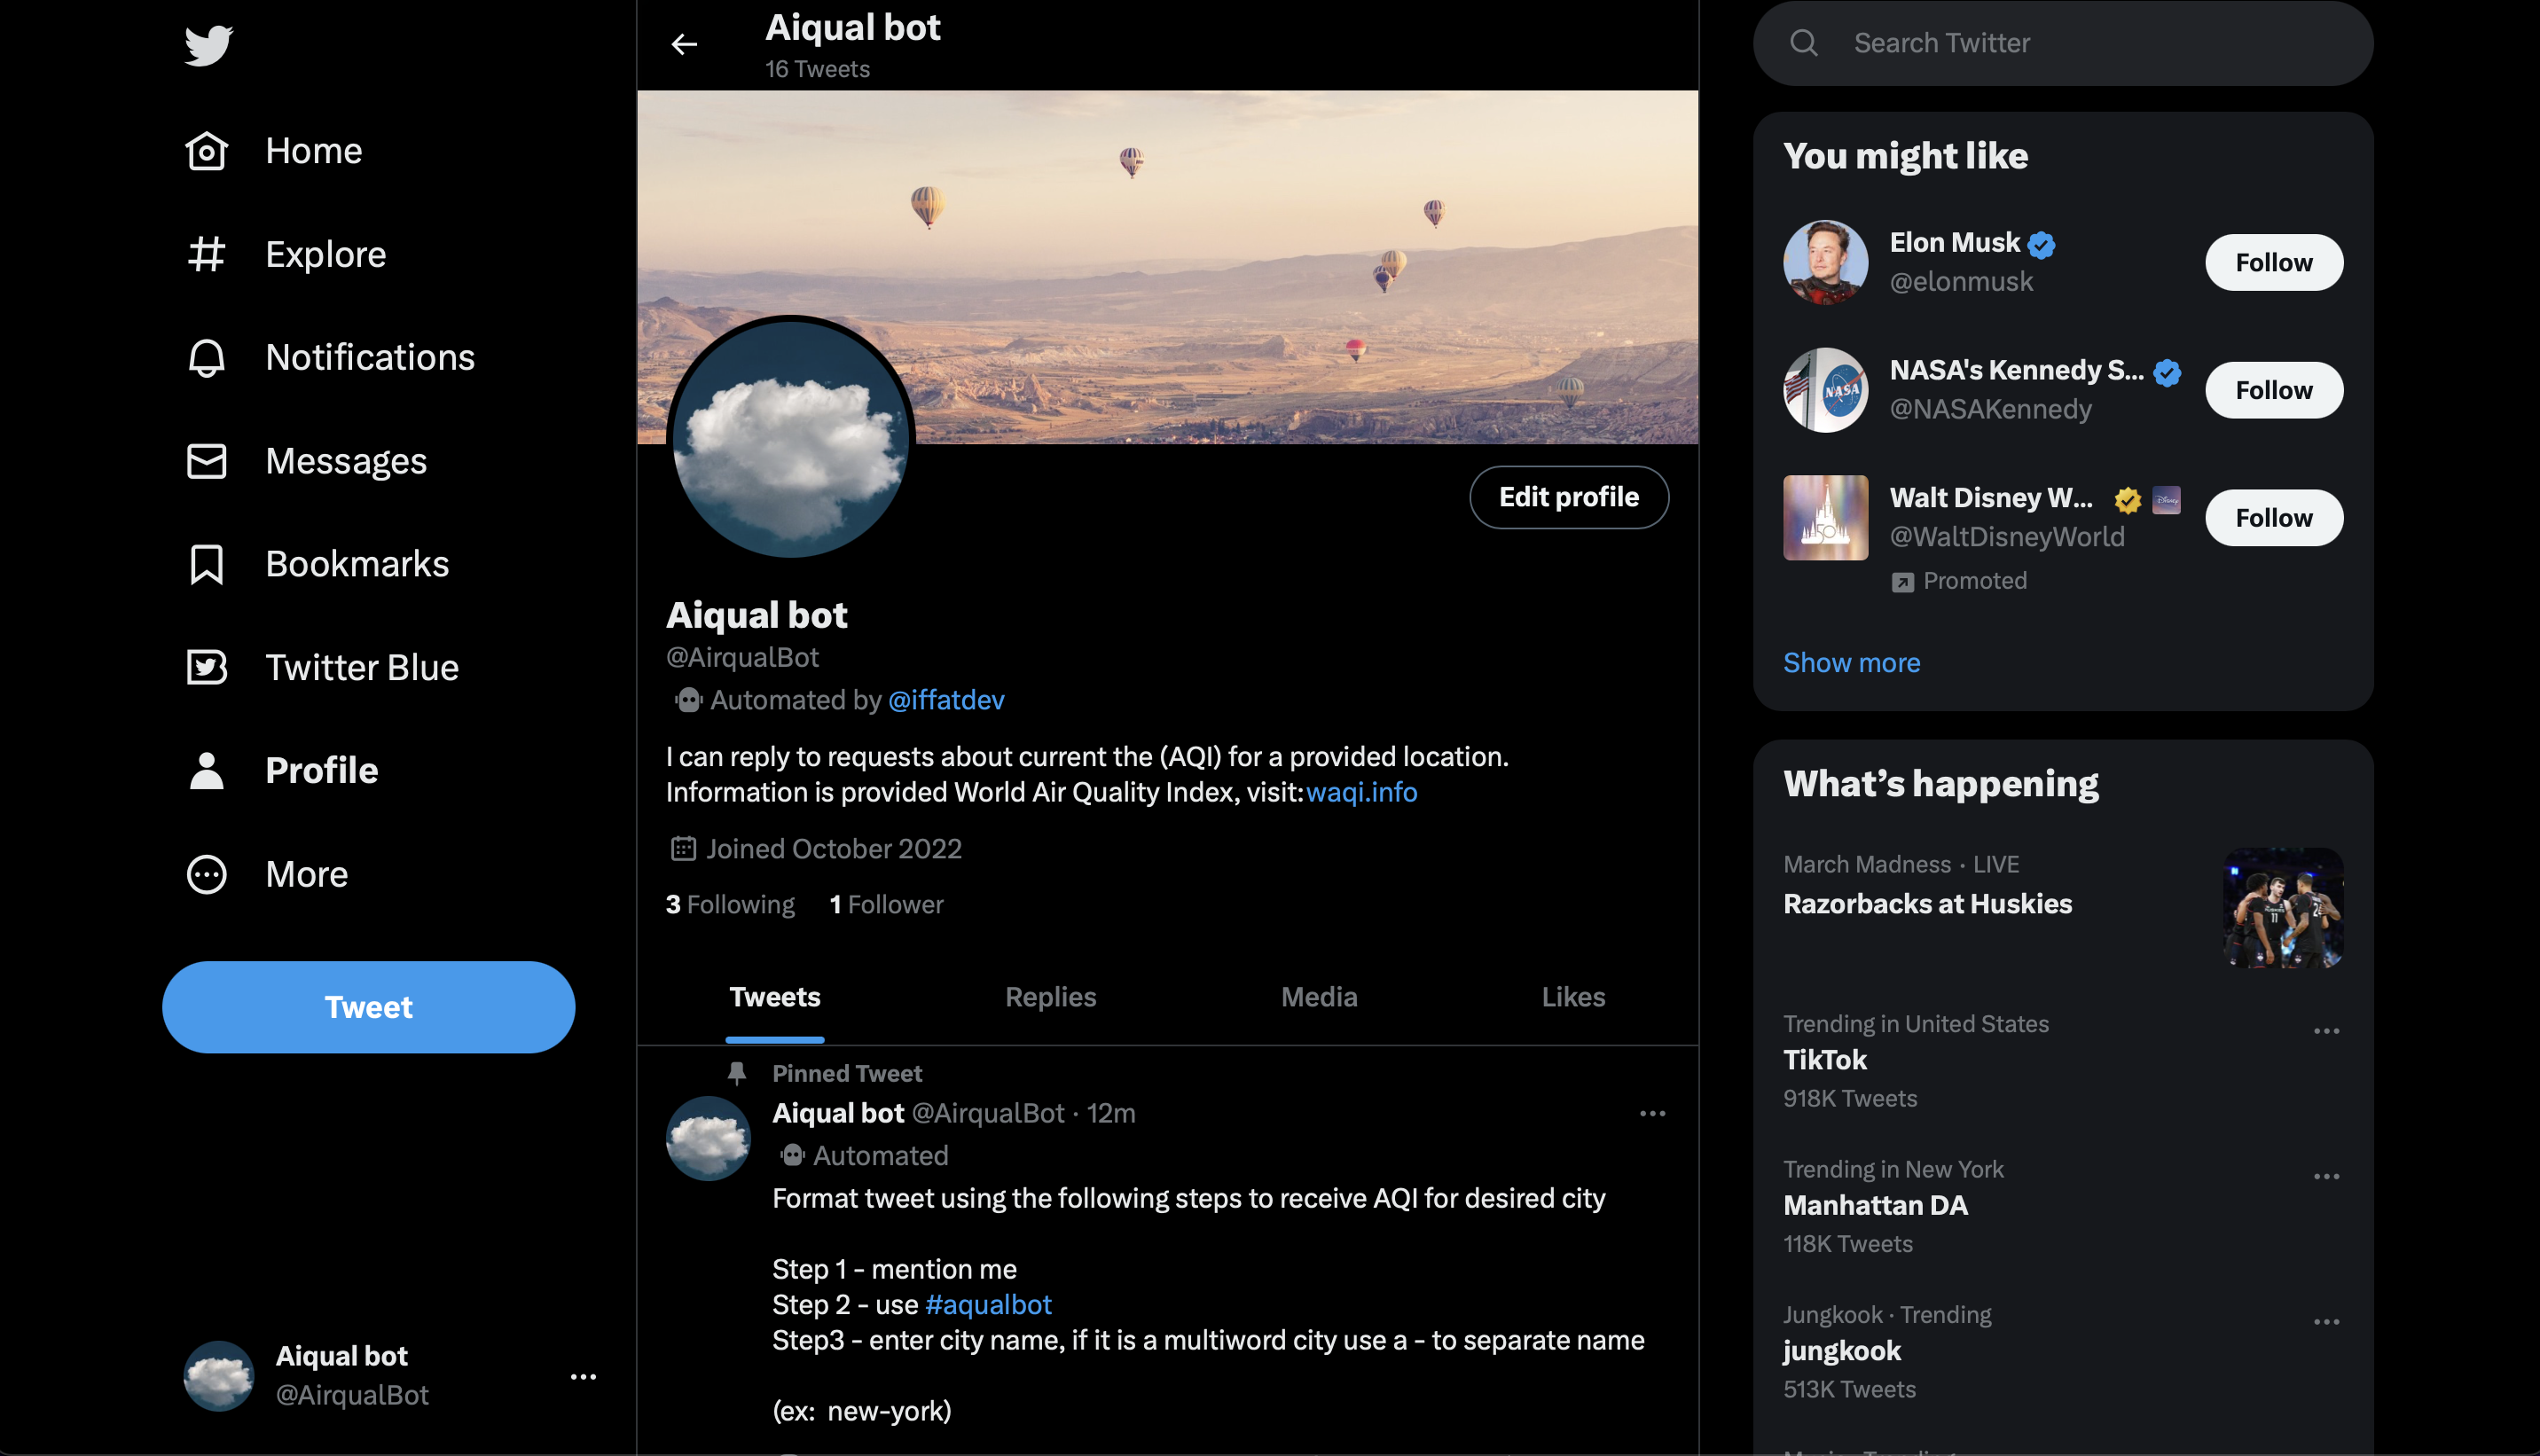 Home
Explore
Notifications
Messages
Bookmarks
Twitter Blue
Profile
More
Tweet
Aiqual bot
@AirqualBot
Aiqual bot
16 Tweets
Edit profile
Aiqual bot
@AirqualBot
Automated by @iffatdev
I can reply to requests about current the (AQI) for a provided location.
Information is provided World Air Quality Index, visit:waqi.info
Joined October 2022
3 Following 1 Follower
Tweets Replies Media Likes
Pinned Tweet
Aiqual bot @AirqualBot · 12m
Automated
Format tweet using the following steps to receive AQI for desired city
Step 1 - mention me
Step 2 - use #aqualbot
Step3 - enter city name, if it is a multiword city use a - to separate name
(ex: new-york)
Search Twitter
You might like
Elon Musk
@elonmusk
Follow
NASA
NASA's Kennedy S...
@NASAKennedy
Follow
50
Walt Disney W...
Disney
@WaltDisneyWorld
Follow
Promoted
Show more
What’s happening
March Madness · LIVE
Razorbacks at Huskies
11
Trending in United States
TikTok
918K Tweets
Trending in New York
Manhattan DA
118K Tweets
Jungkook · Trending
jungkook
513K Tweets